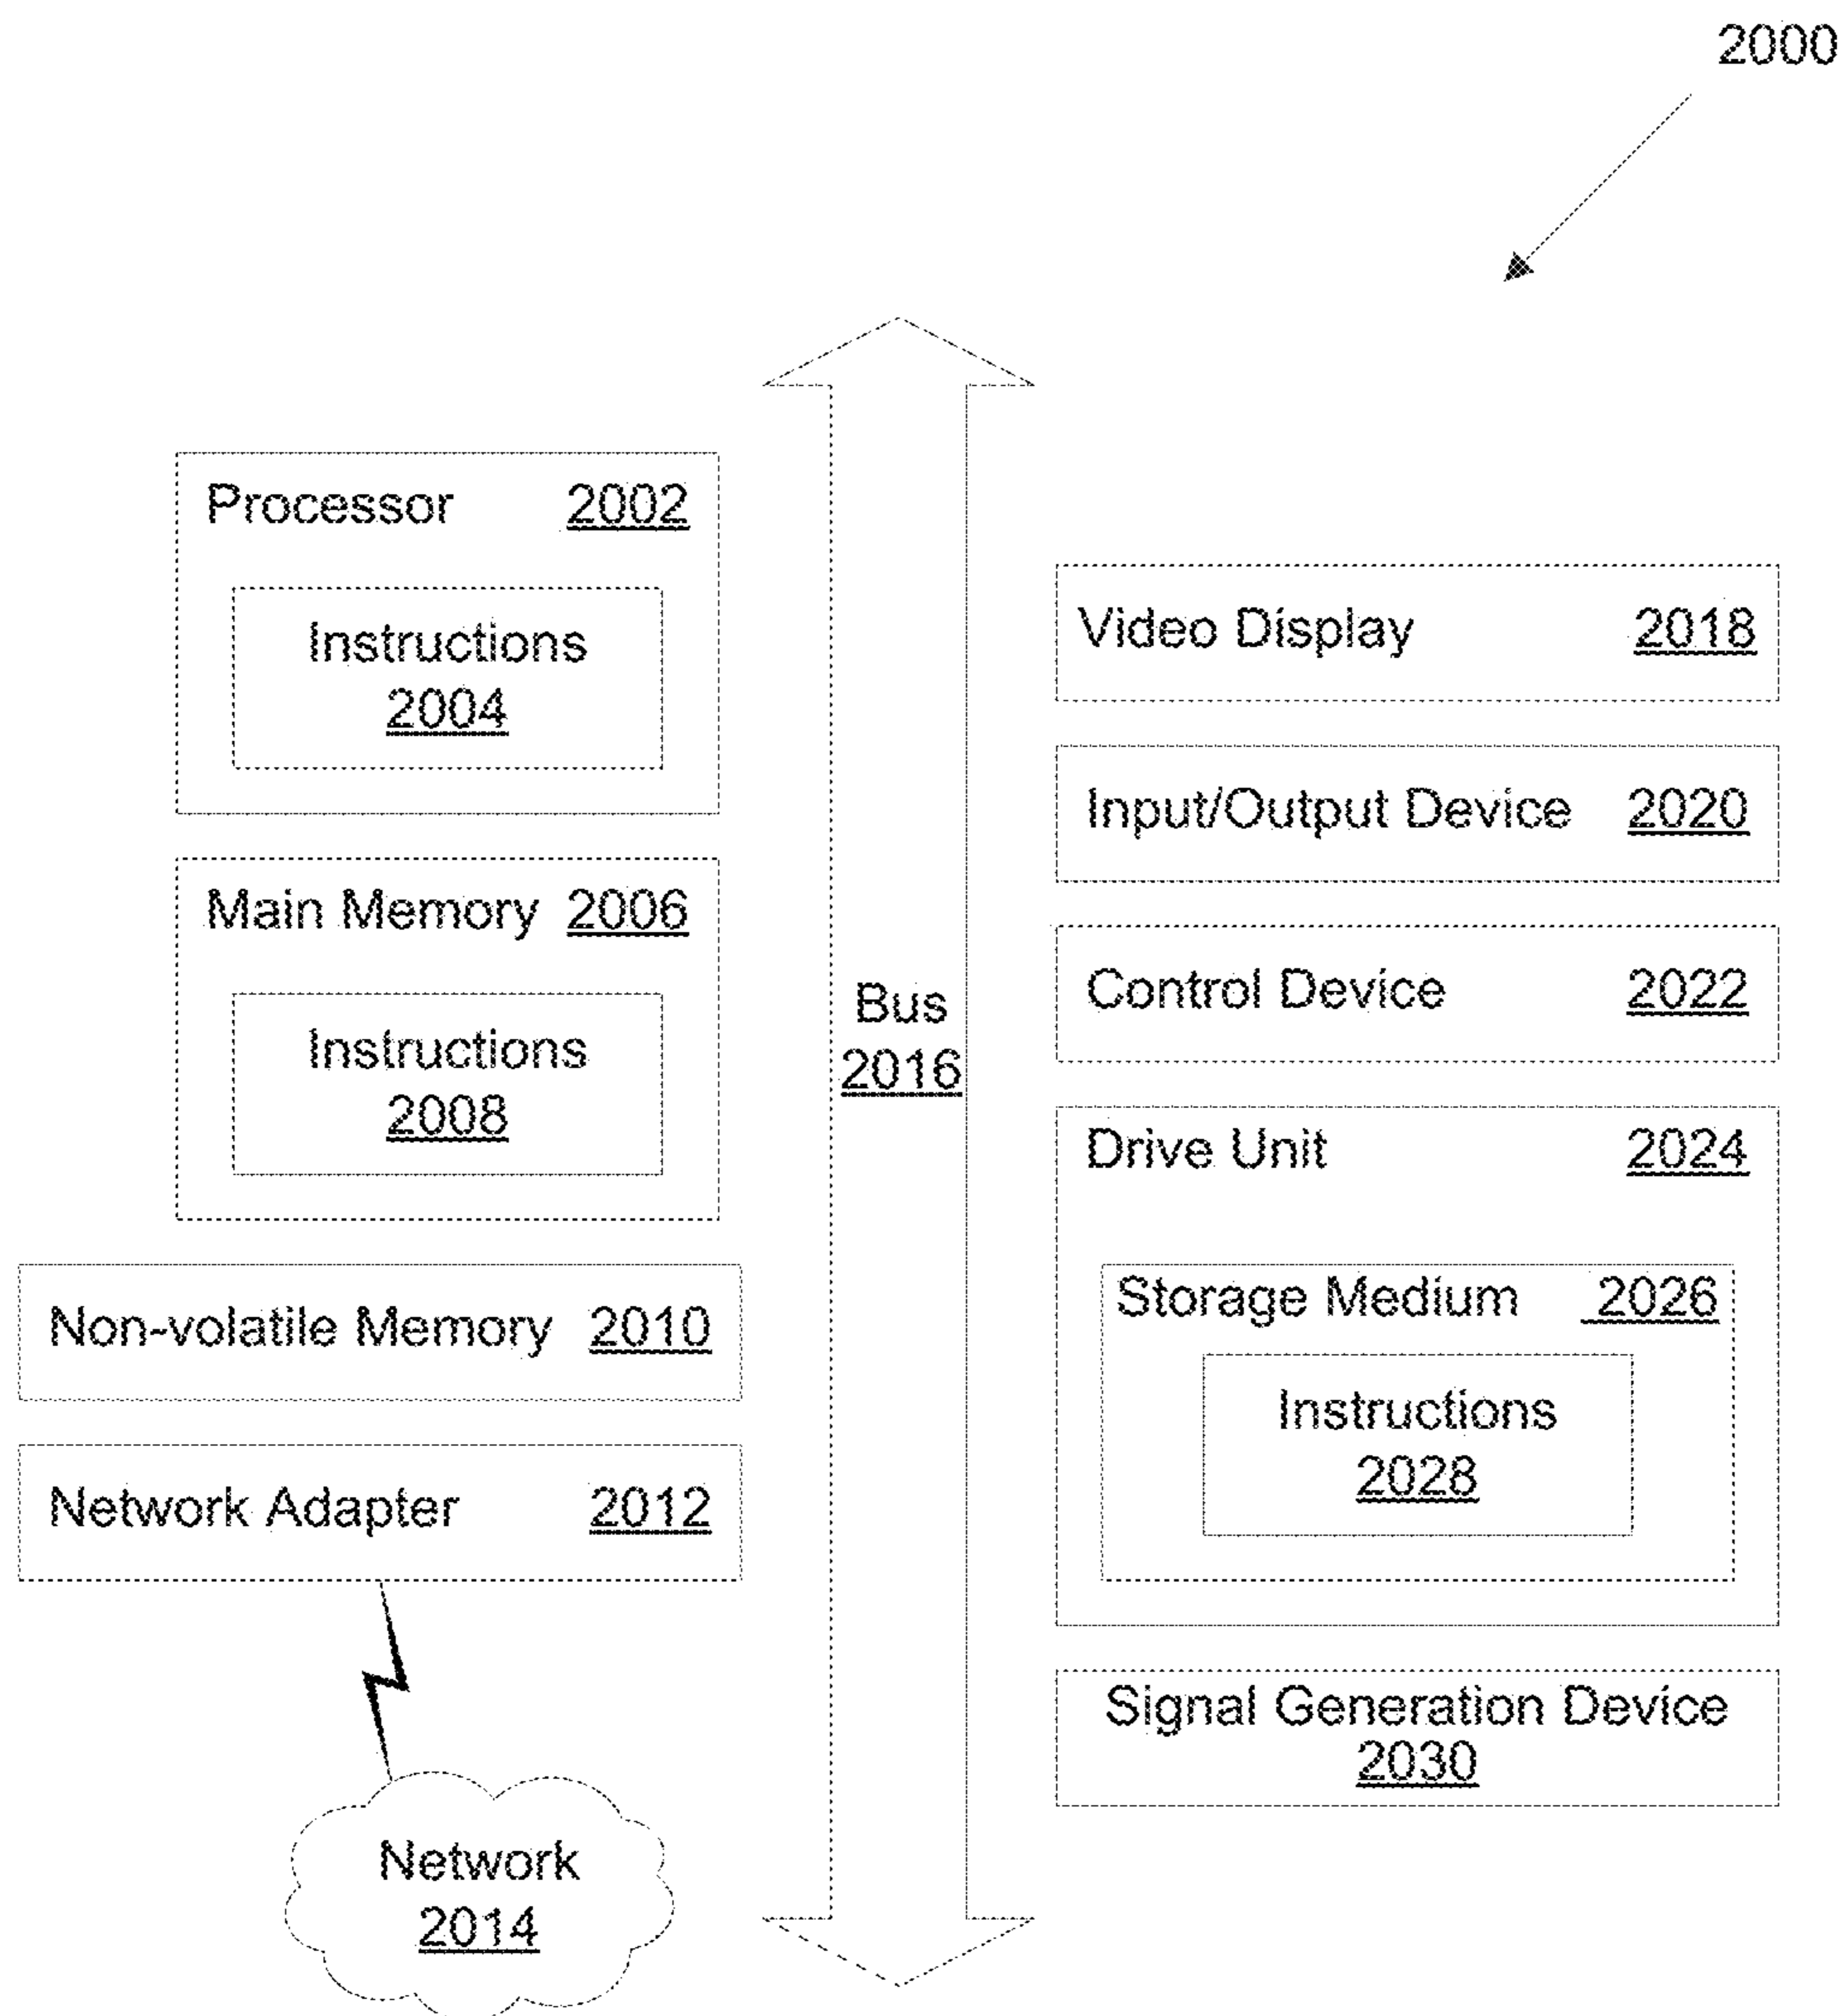 2000
Processor 2002
Instructions
2004
Main Memory 2006
Instructions
2008
Non-volatile Memory 2010
Network Adapter 2012
Network
2014
Bus
2016
Video Display 2018
Input/Output Device 2020
Control Device 2022
Drive Unit 2024
Storage Medium 2026
Instructions
2028
Signal Generation Device
2030